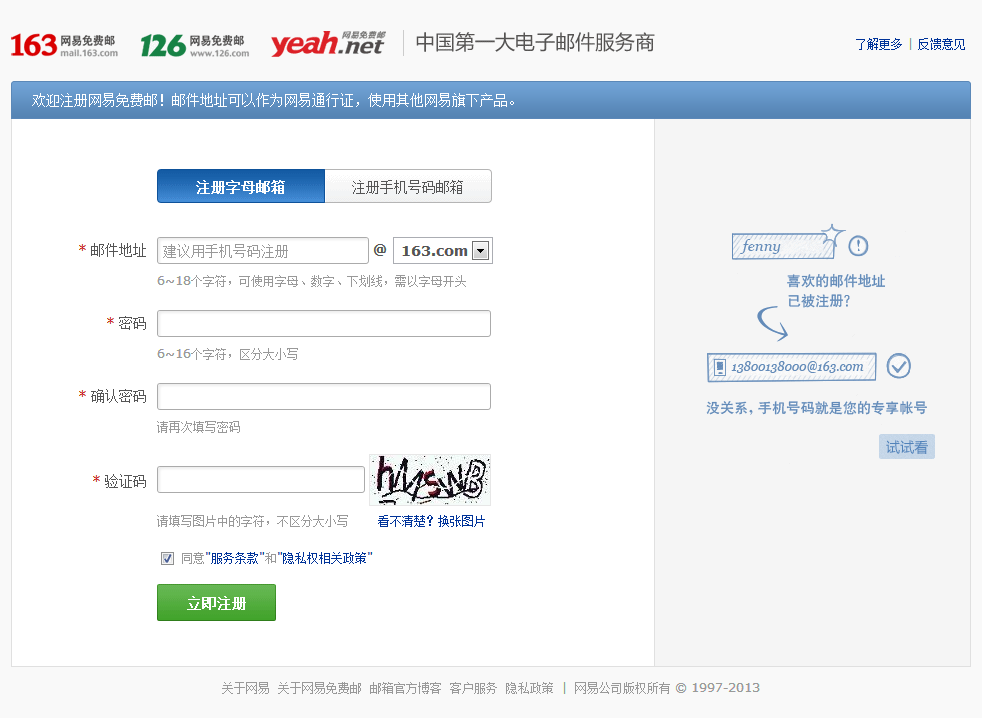 163 网易免费邮 mail.163.com 126 网易免费邮 www.126.com yeah.net 网易免费邮 中国第一大电子邮件服务商 了解更多 | 反馈意见
欢迎注册网易免费邮！邮件地址可以作为网易通行证，使用其他网易旗下产品。
注册字母邮箱 注册手机号码邮箱
* 邮件地址 建议用手机号码注册 @ 163.com
6~18个字符，可使用字母、数字、下划线，需以字母开头
* 密码
6~16个字符，区分大小写
* 确认密码
请再次填写密码
* 验证码
请填写图片中的字符，不区分大小写 看不清楚？换张图片
同意"服务条款"和"隐私权相关政策"
立即注册
fenny
喜欢的邮件地址
已被注册?
13800138000@163.com
没关系，手机号码就是您的专享帐号
试试看
关于网易 关于网易免费邮 邮箱官方博客 客户服务 隐私政策 | 网易公司版权所有 © 1997-2013